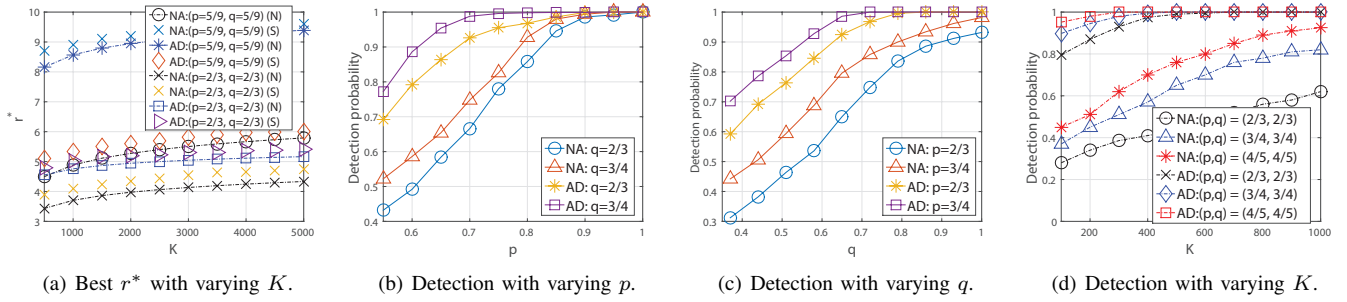 10
9
8
7
6
5
4
3
r*
1000
2000
3000
4000
5000
K
NA:(p=5/9, q=5/9) (N)
NA:(p=5/9, q=5/9) (S)
AD:(p=5/9, q=5/9) (N)
AD:(p=5/9, q=5/9) (S)
NA:(p=2/3, q=2/3) (N)
NA:(p=2/3, q=2/3) (S)
AD:(p=2/3, q=2/3) (N)
AD:(p=2/3, q=2/3) (S)
(a) Best r* with varying K.
1
0.9
0.8
0.7
0.6
0.5
0.4
Detection probability
0.6
0.7
0.8
0.9
1
p
NA: q=2/3
NA: q=3/4
AD: q=2/3
AD: q=3/4
(b) Detection with varying p.
1
0.9
0.8
0.7
0.6
0.5
0.4
0.3
Detection probability
0.4
0.5
0.6
0.7
0.8
0.9
1
q
NA: p=2/3
NA: p=3/4
AD: p=2/3
AD: p=3/4
(c) Detection with varying q.
1
0.8
0.6
0.4
0.2
0
Detection probability
200
400
600
800
1000
K
NA:(p,q) = (2/3, 2/3)
NA:(p,q) = (3/4, 3/4)
NA:(p,q) = (4/5, 4/5)
AD:(p,q) = (2/3, 2/3)
AD:(p,q) = (3/4, 3/4)
AD:(p,q) = (4/5, 4/5)
(d) Detection with varying K.